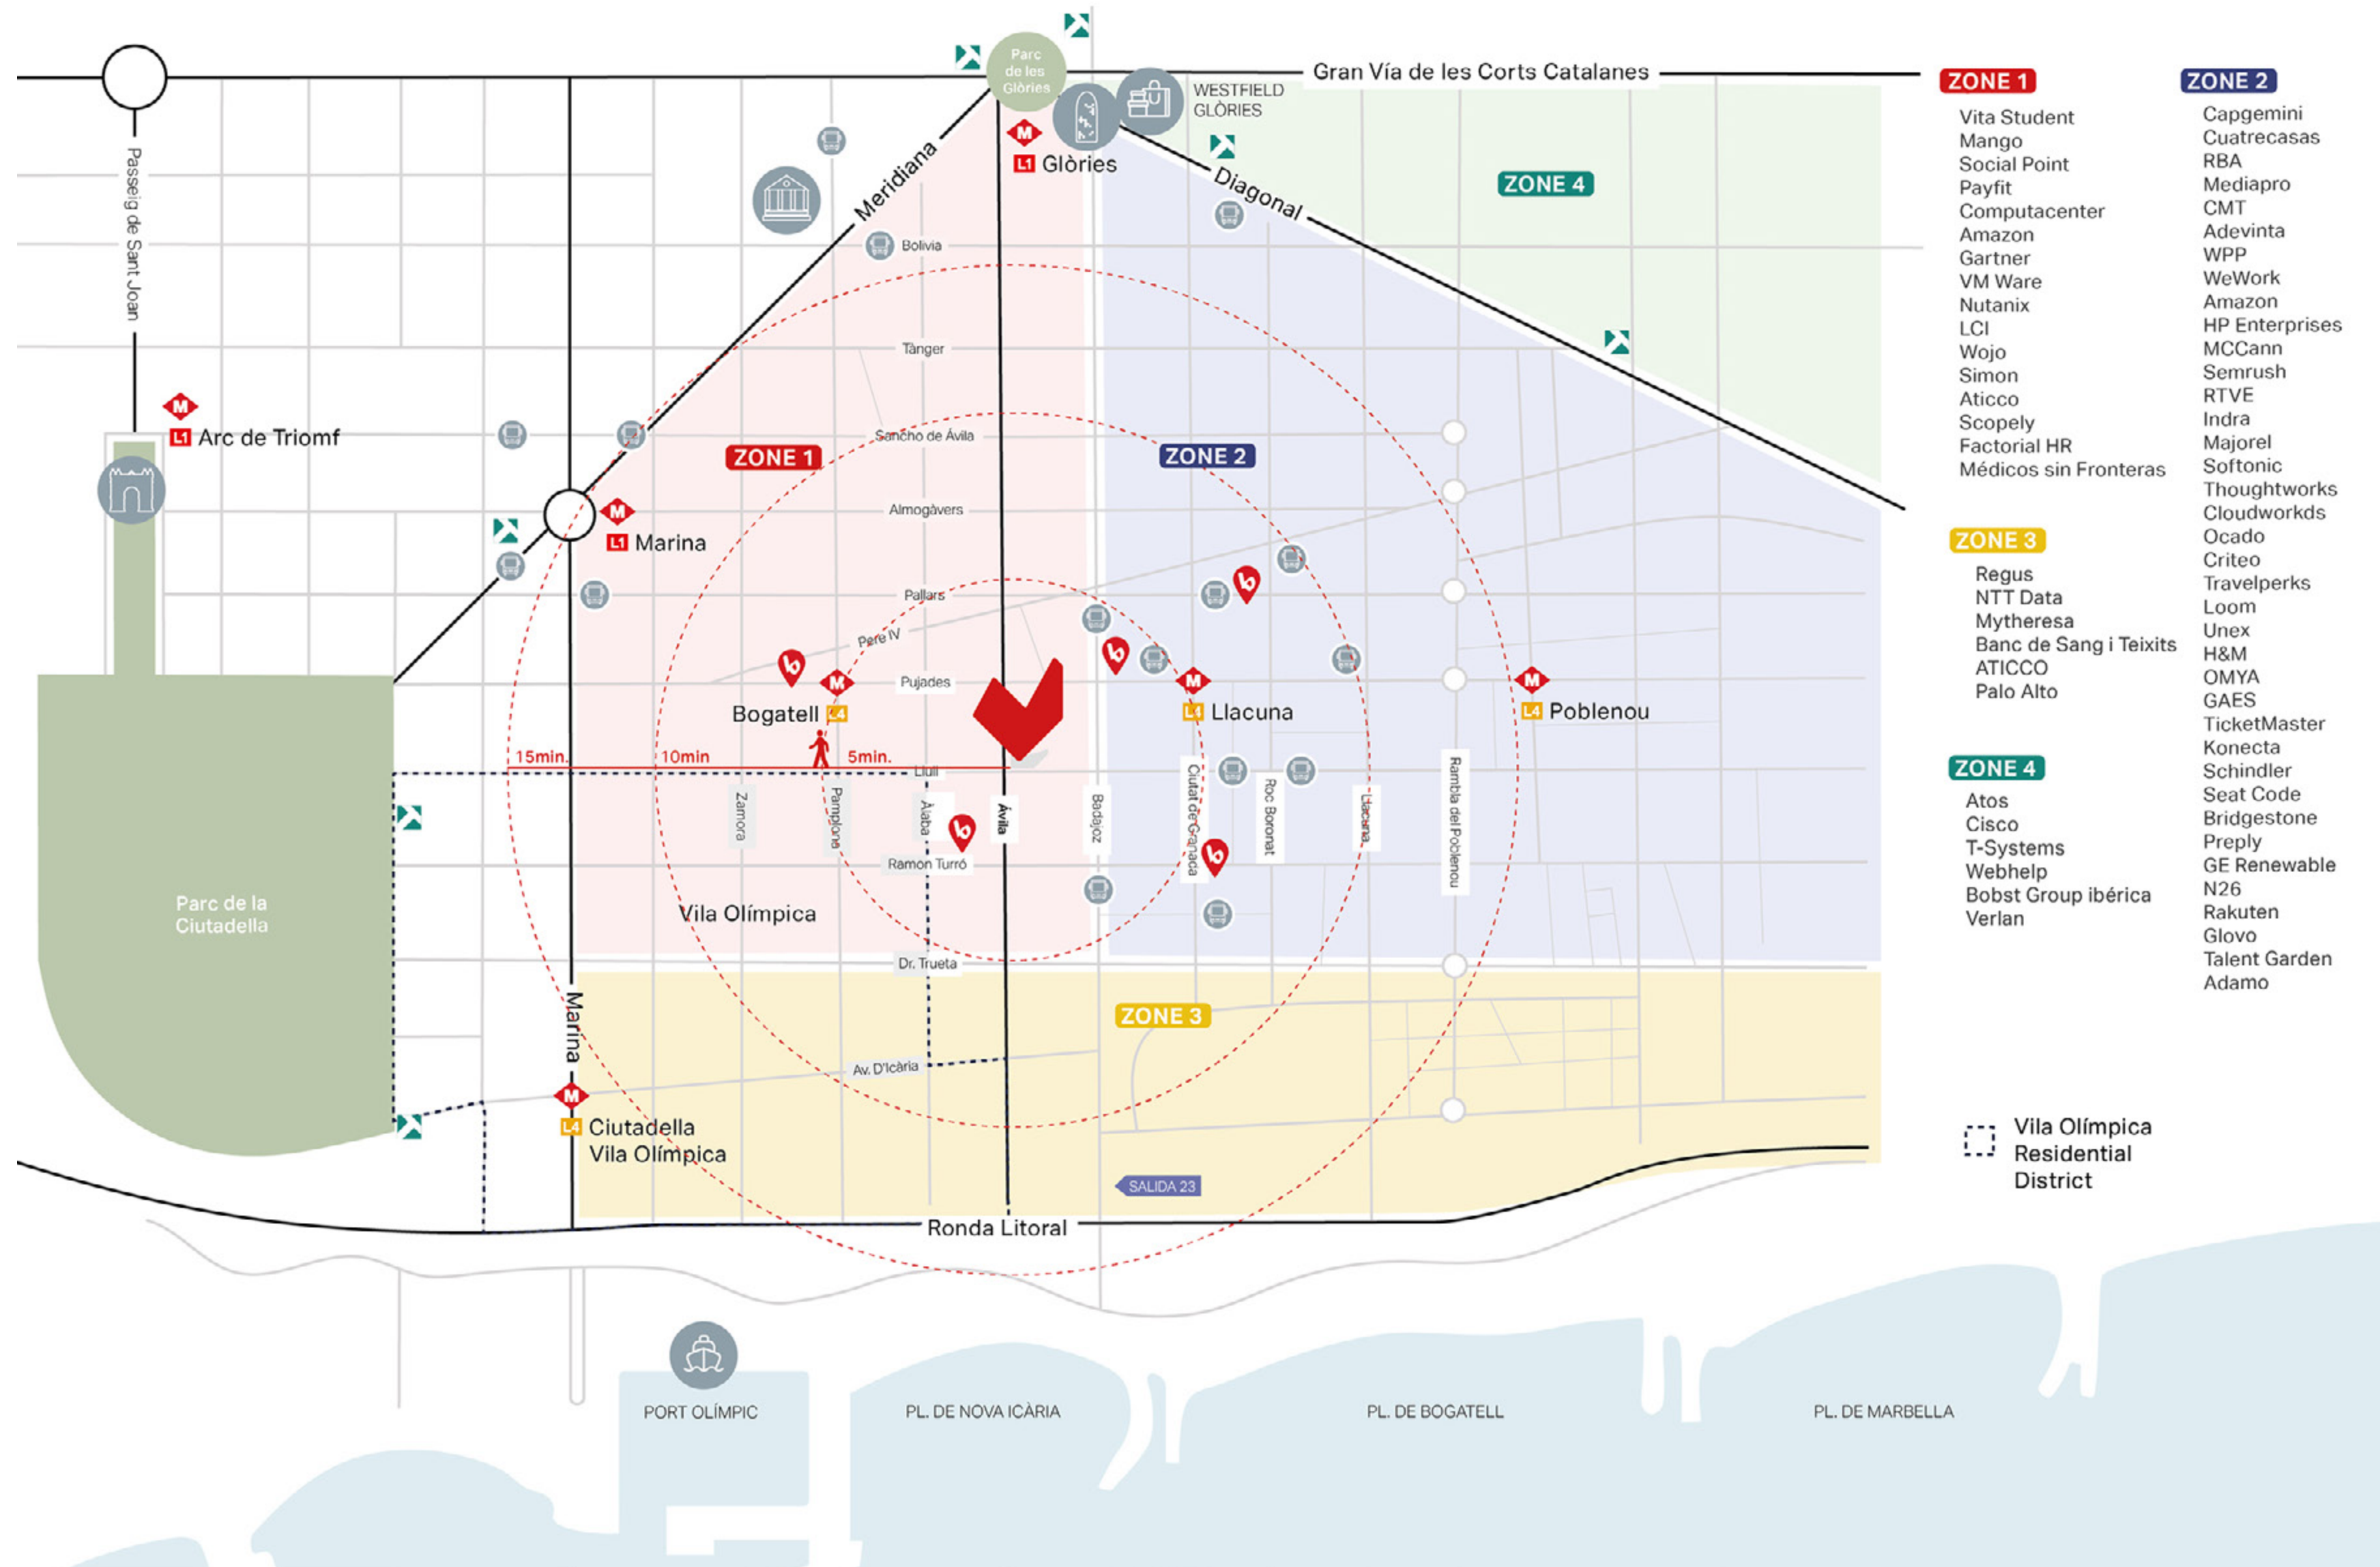 Parc
de les
Glòries
Gran Vía de les Corts Catalanes
WESTFIELD
GLÒRIES
M
L1 Glòries
Passeig de Sant Joan
Meridiana
Diagonal
ZONE 4
Bolivia
Tànger
M
L1 Arc de Triomf
ZONE 1
Sancho de Ávila
ZONE 2
M
L1 Marina
Almogàvers
Pallars
Pere IV
M
Bogatell L4
Pujades
M
L4 Llacuna
M
L4 Poblenou
15min.
10min
5min.
Llull
Zamora
Pamplona
Àlaba
Ávila
Badajoz
Ciutat de Granada
Roc Boronat
Llacuna
Rambla del Poblenou
Ramon Turró
Parc de la
Ciutadella
Vila Olímpica
Dr. Trueta
Marina
ZONE 3
Av. D'Icària
M
L4 Ciutadella
Vila Olímpica
SALIDA 23
Ronda Litoral
PORT OLÍMPIC
PL. DE NOVA ICÀRIA
PL. DE BOGATELL
PL. DE MARBELLA
ZONE 1
Vita Student
Mango
Social Point
Payfit
Computacenter
Amazon
Gartner
VM Ware
Nutanix
LCI
Wojo
Simon
Aticco
Scopely
Factorial HR
Médicos sin Fronteras
ZONE 3
Regus
NTT Data
Mytheresa
Banc de Sang i Teixits
ATICCO
Palo Alto
ZONE 4
Atos
Cisco
T-Systems
Webhelp
Bobst Group ibérica
Verlan
ZONE 2
Capgemini
Cuatrecasas
RBA
Mediapro
CMT
Adevinta
WPP
WeWork
Amazon
HP Enterprises
MCCann
Semrush
RTVE
Indra
Majorel
Softonic
Thoughtworks
Cloudworkds
Ocado
Criteo
Travelperks
Loom
Unex
H&M
OMYA
GAES
TicketMaster
Konecta
Schindler
Seat Code
Bridgestone
Preply
GE Renewable
N26
Rakuten
Glovo
Talent Garden
Adamo
Vila Olímpica
Residential
District